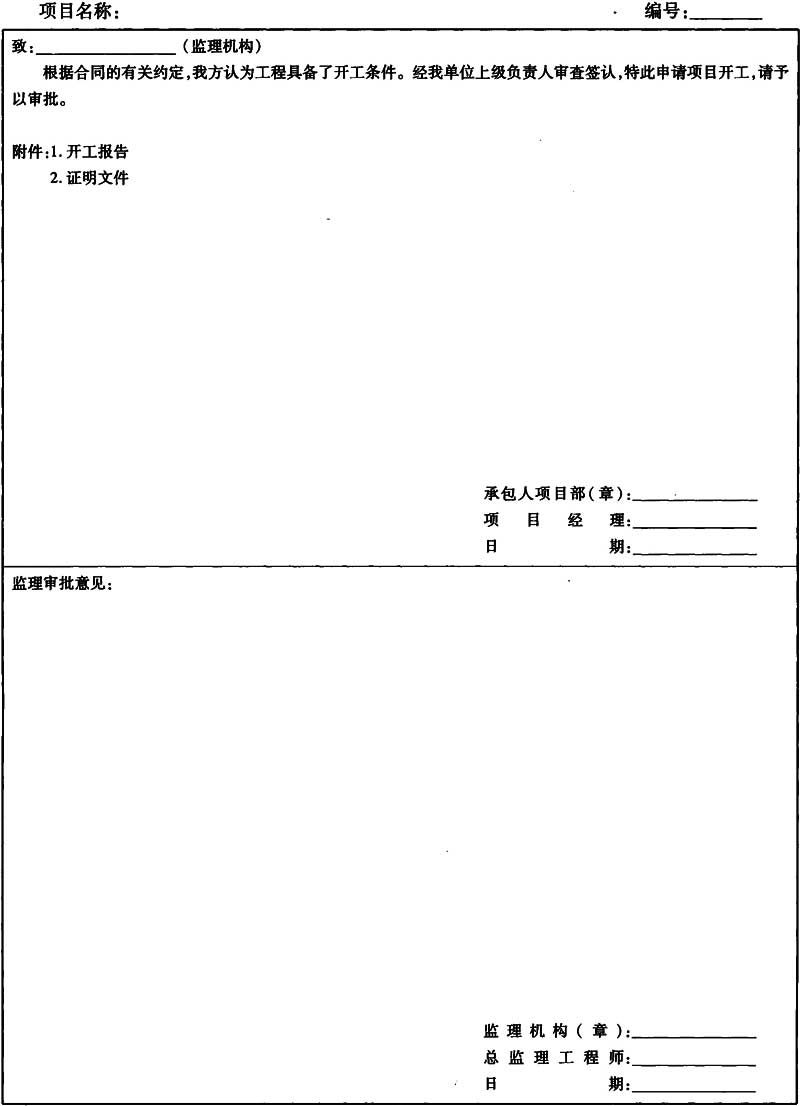 项目名称： 编号：________
致：________________（监理机构）
根据合同的有关约定，我方认为工程具备了开工条件。经我单位上级负责人审查签认，特此申请项目开工，请予
以审批。
附件：1. 开工报告
2. 证明文件
承包人项目部（章）：______________
项目经理：______________
日期：______________
监理审批意见：
监理机构（章）：______________
总监理工程师：______________
日期：______________